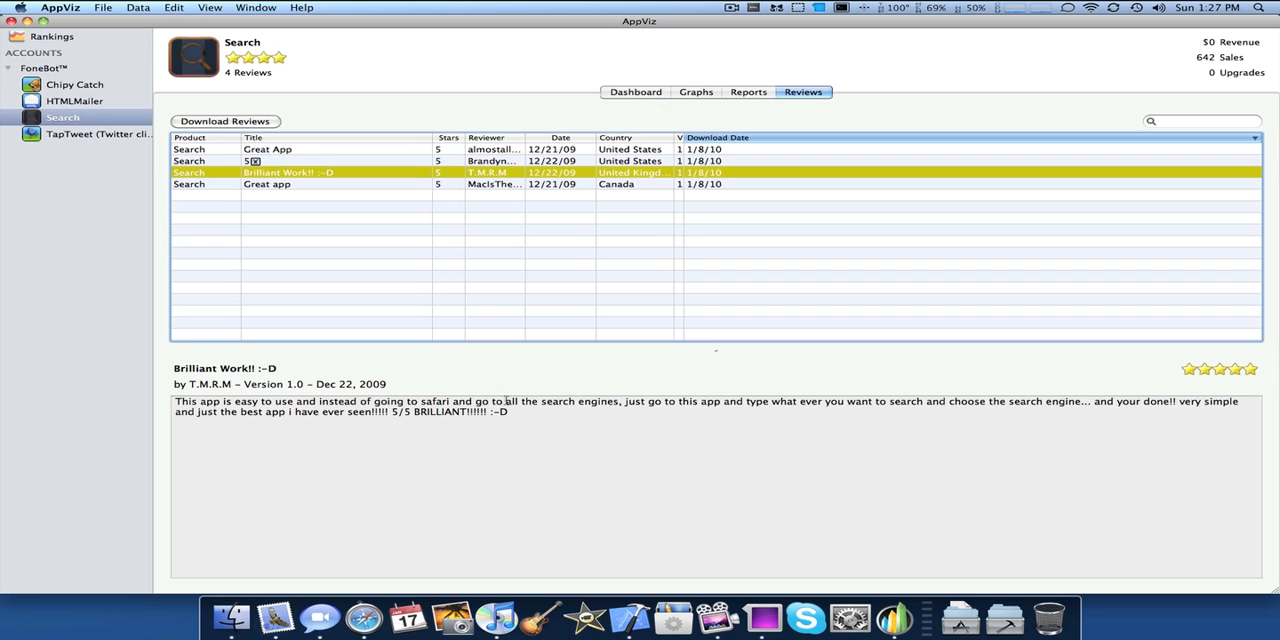 AppViz File Data Edit View Window Help 100° 69% 50% Sun 1:27 PM
AppViz
Rankings
ACCOUNTS
FoneBot™
Chipy Catch
HTMLMailer
Search
TapTweet (Twitter cli...
Search
4 Reviews
$0 Revenue
642 Sales
0 Upgrades
Dashboard Graphs Reports Reviews
Download Reviews
Product Title Stars Reviewer Date Country V Download Date
Search Great App 5 almostall... 12/21/09 United States 1 1/8/10
Search 5 5 Brandyn... 12/22/09 United States 1 1/8/10
Search Brilliant Work!! :-D 5 T.M.R.M 12/22/09 United Kingd... 1 1/8/10
Search Great app 5 MacIsThe... 12/21/09 Canada 1 1/8/10
Brilliant Work!! :-D
by T.M.R.M - Version 1.0 - Dec 22, 2009
This app is easy to use and instead of going to safari and go to all the search engines, just go to this app and type what ever you want to search and choose the search engine... and your done!! very simple
and just the best app i have ever seen!!!!! 5/5 BRILLIANT!!!!!! :-D
JAN
17